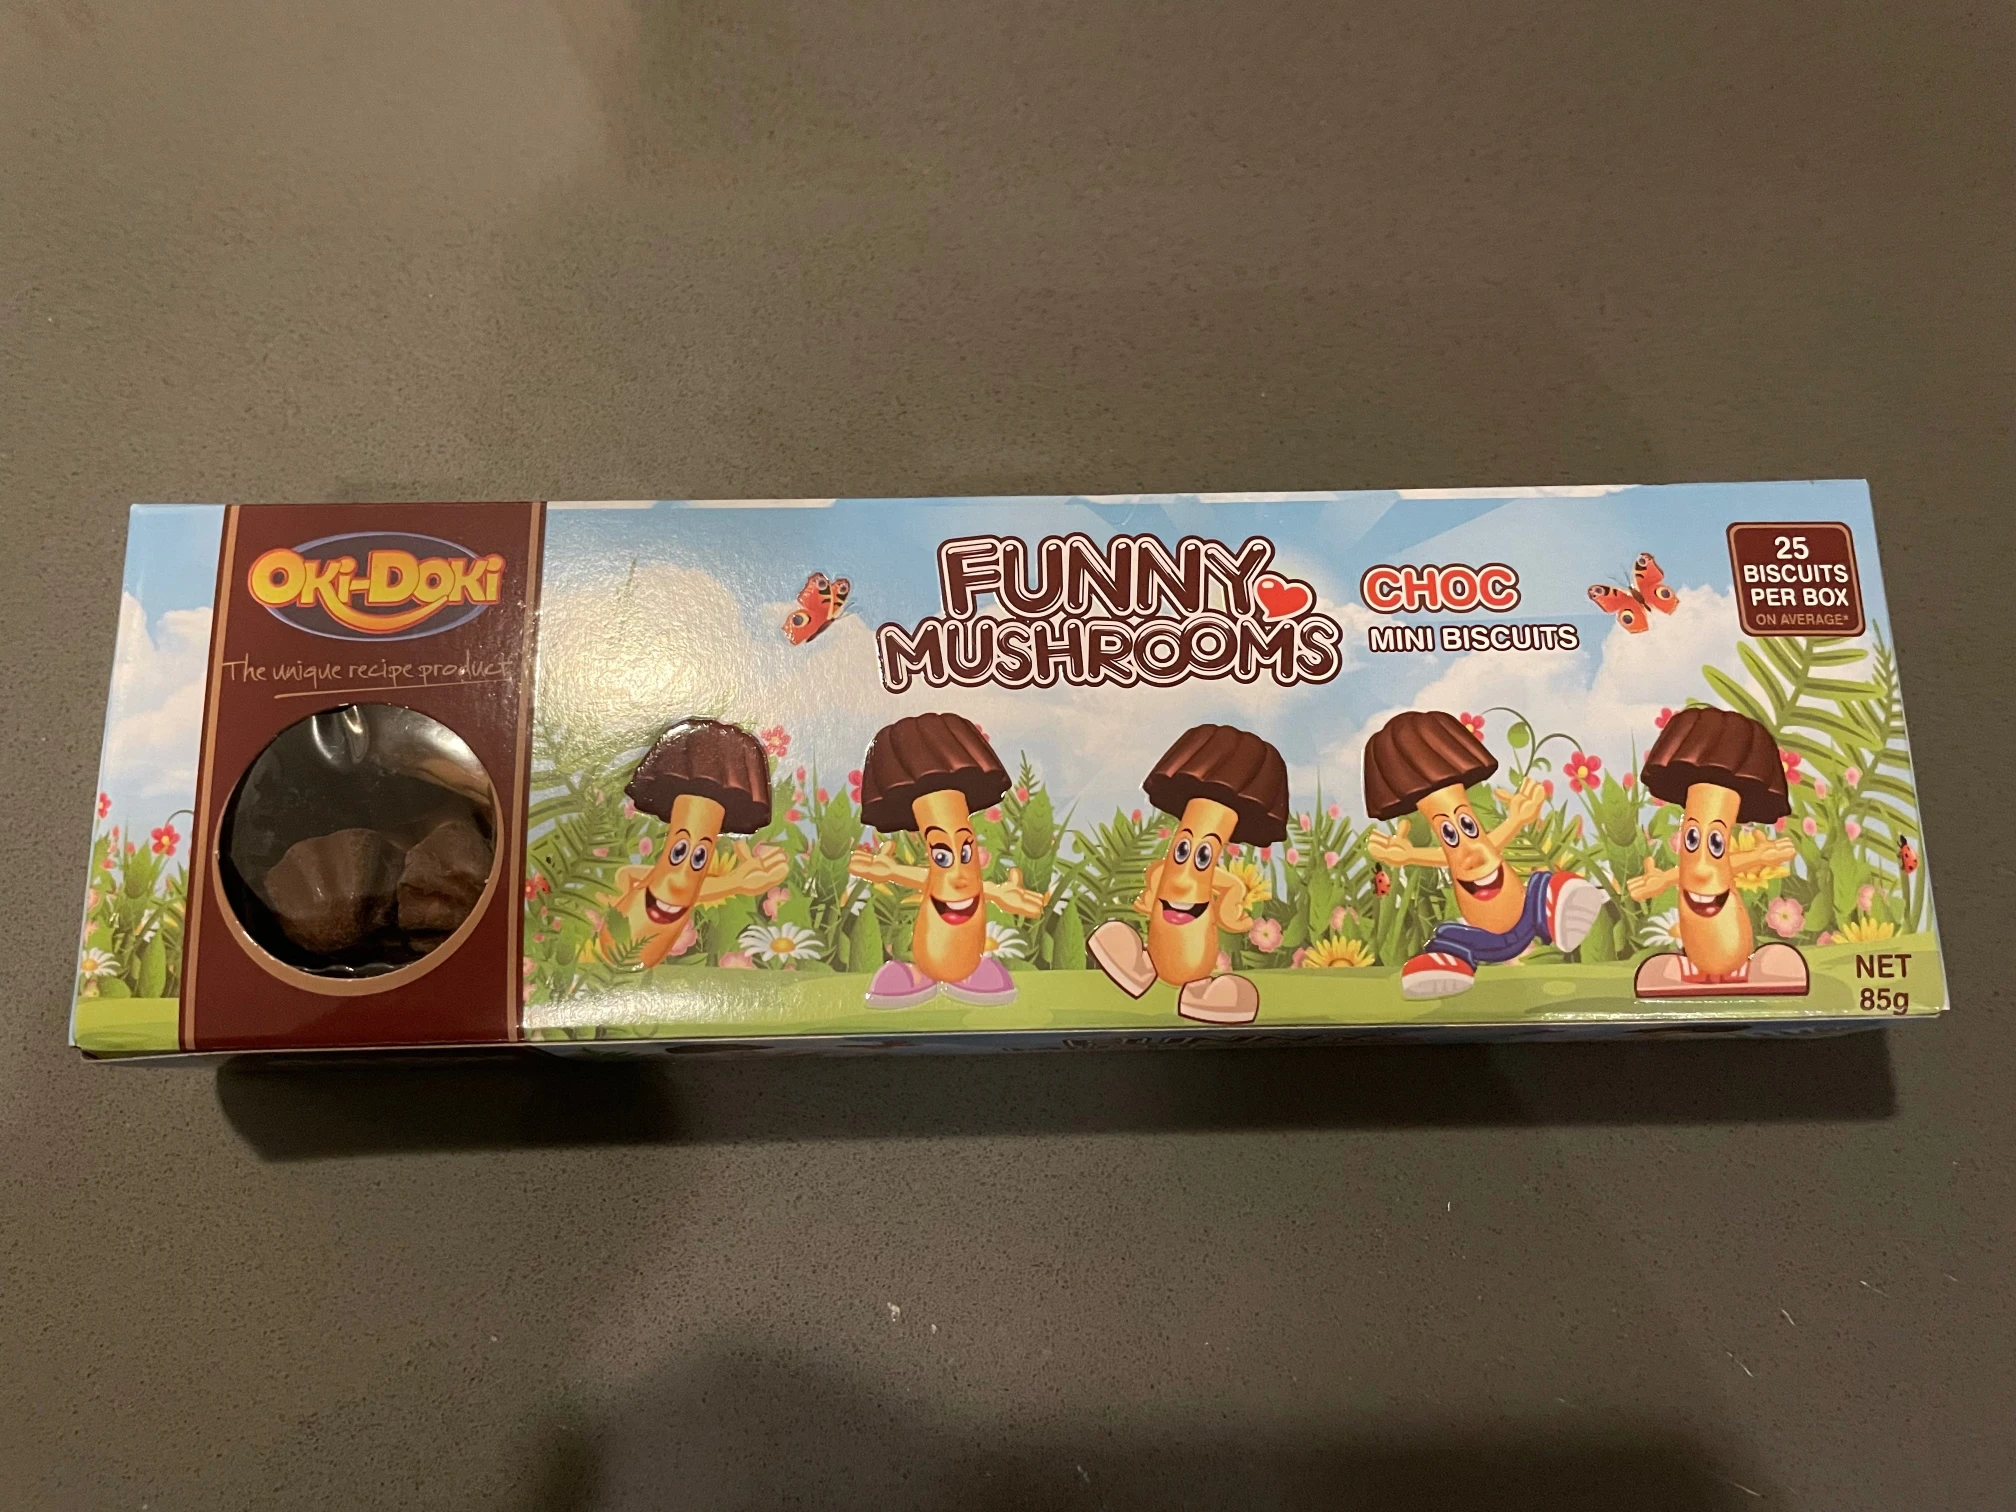 OKi-DOKi
The unique recipe product
FUNNY
MUSHROOMS
CHOC
MINI BISCUITS
25
BISCUITS
PER BOX
ON AVERAGE*
NET
85g